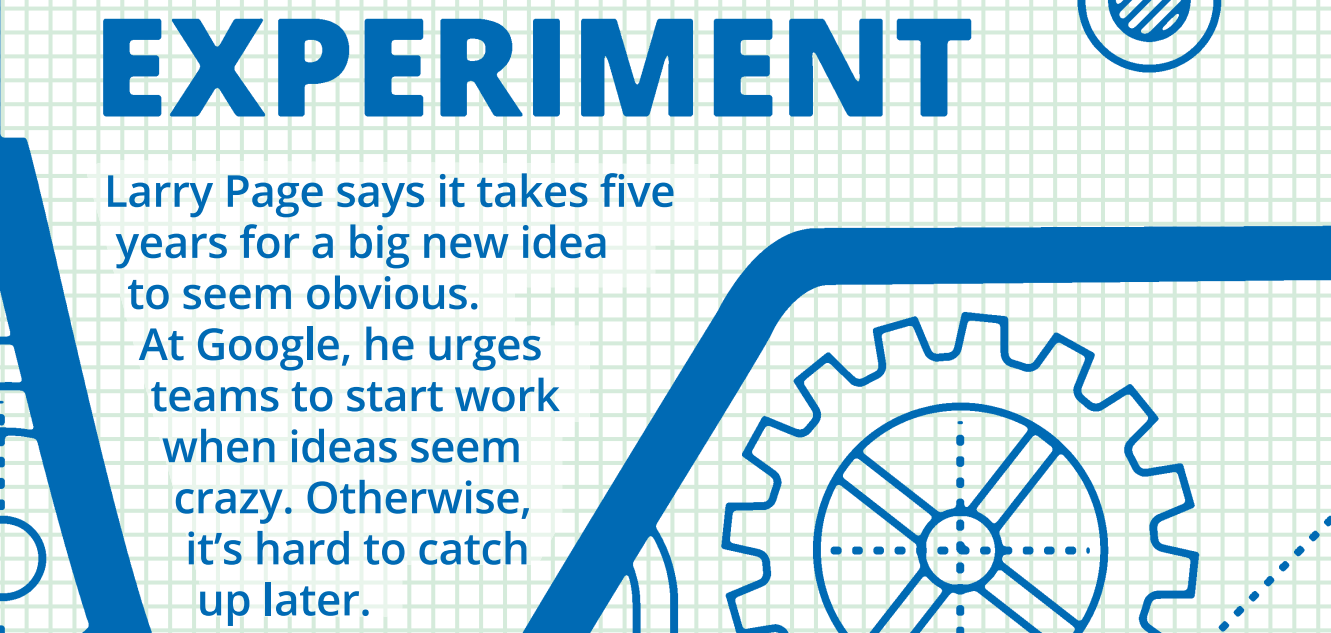 EXPERIMENT
Larry Page says it takes five
years for a big new idea
to seem obvious.
At Google, he urges
teams to start work
when ideas seem
crazy. Otherwise,
it’s hard to catch
up later.